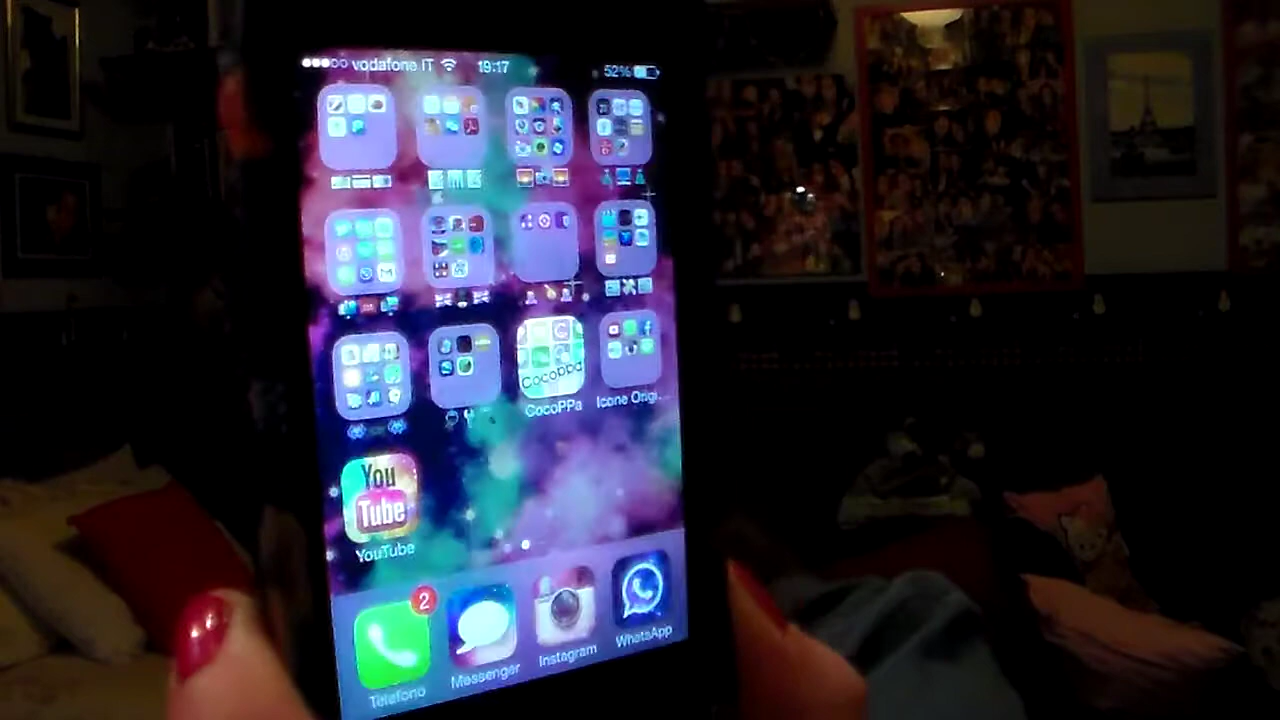 vodafone IT 19:17 52%
Cocoppa
CocoPPa Icone Origi...
You
Tube
YouTube
2
Telefono Messenger Instagram WhatsApp